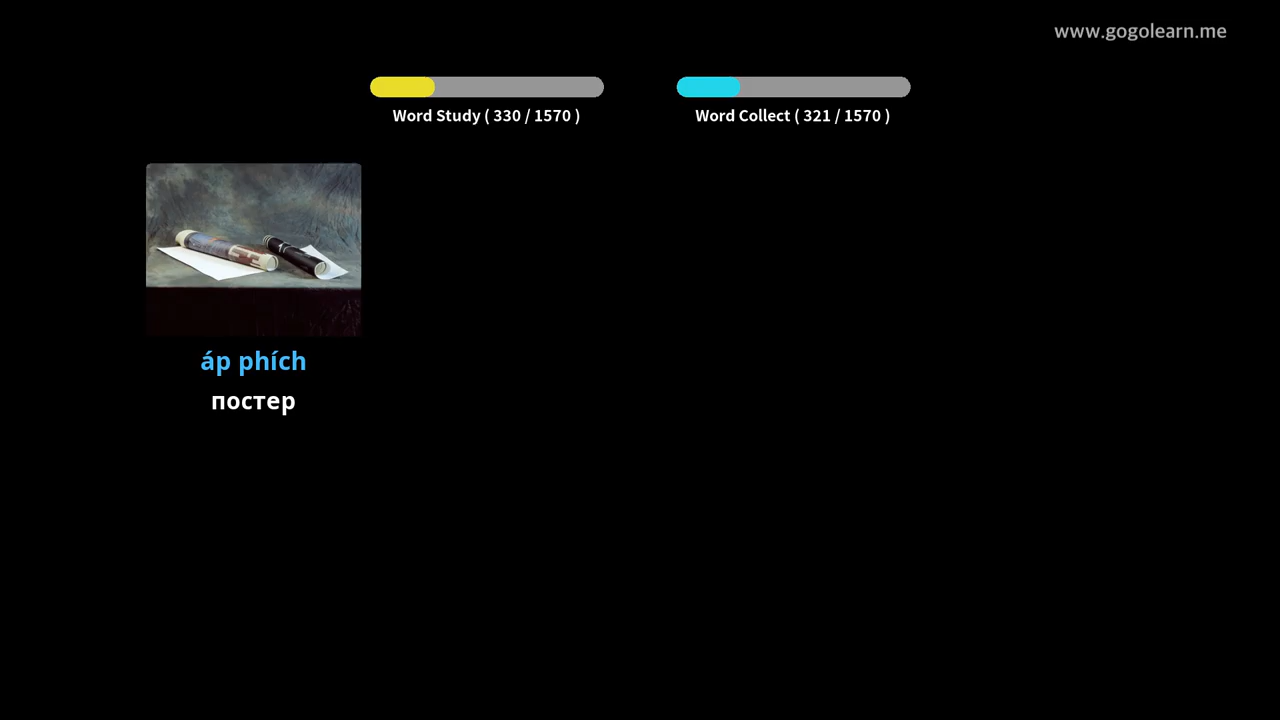 www.gogolearn.me
Word Study ( 330 / 1570 )
Word Collect ( 321 / 1570 )
áp phích
постер